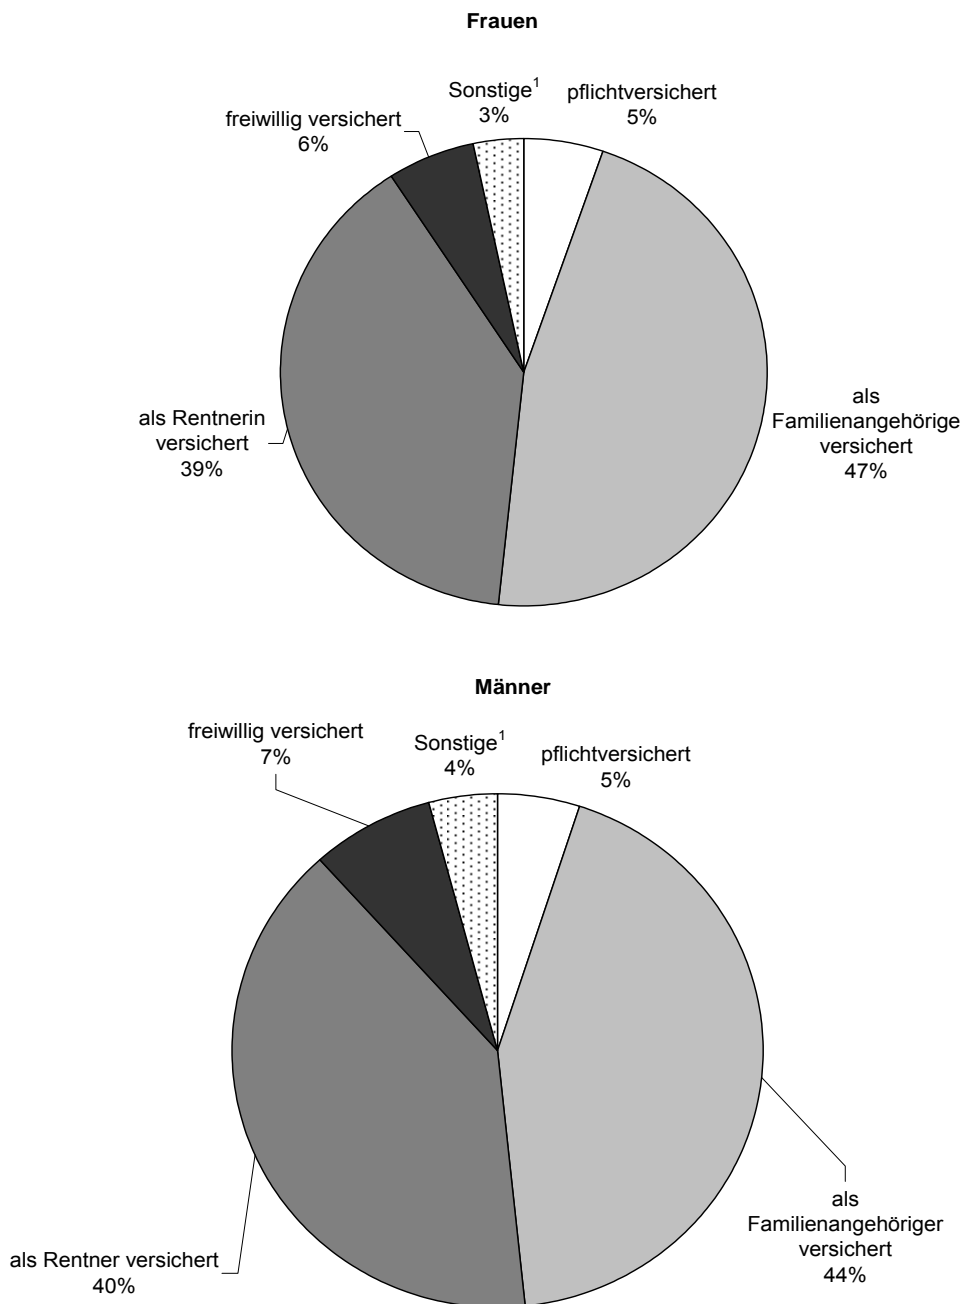 Frauen
Sonstige¹
3%
pflichtversichert
5%
freiwillig versichert
6%
als Rentnerin
versichert
39%
als
Familienangehörige
versichert
47%
Männer
freiwillig versichert
7%
Sonstige¹
4%
pflichtversichert
5%
als Rentner versichert
40%
als
Familienangehöriger
versichert
44%